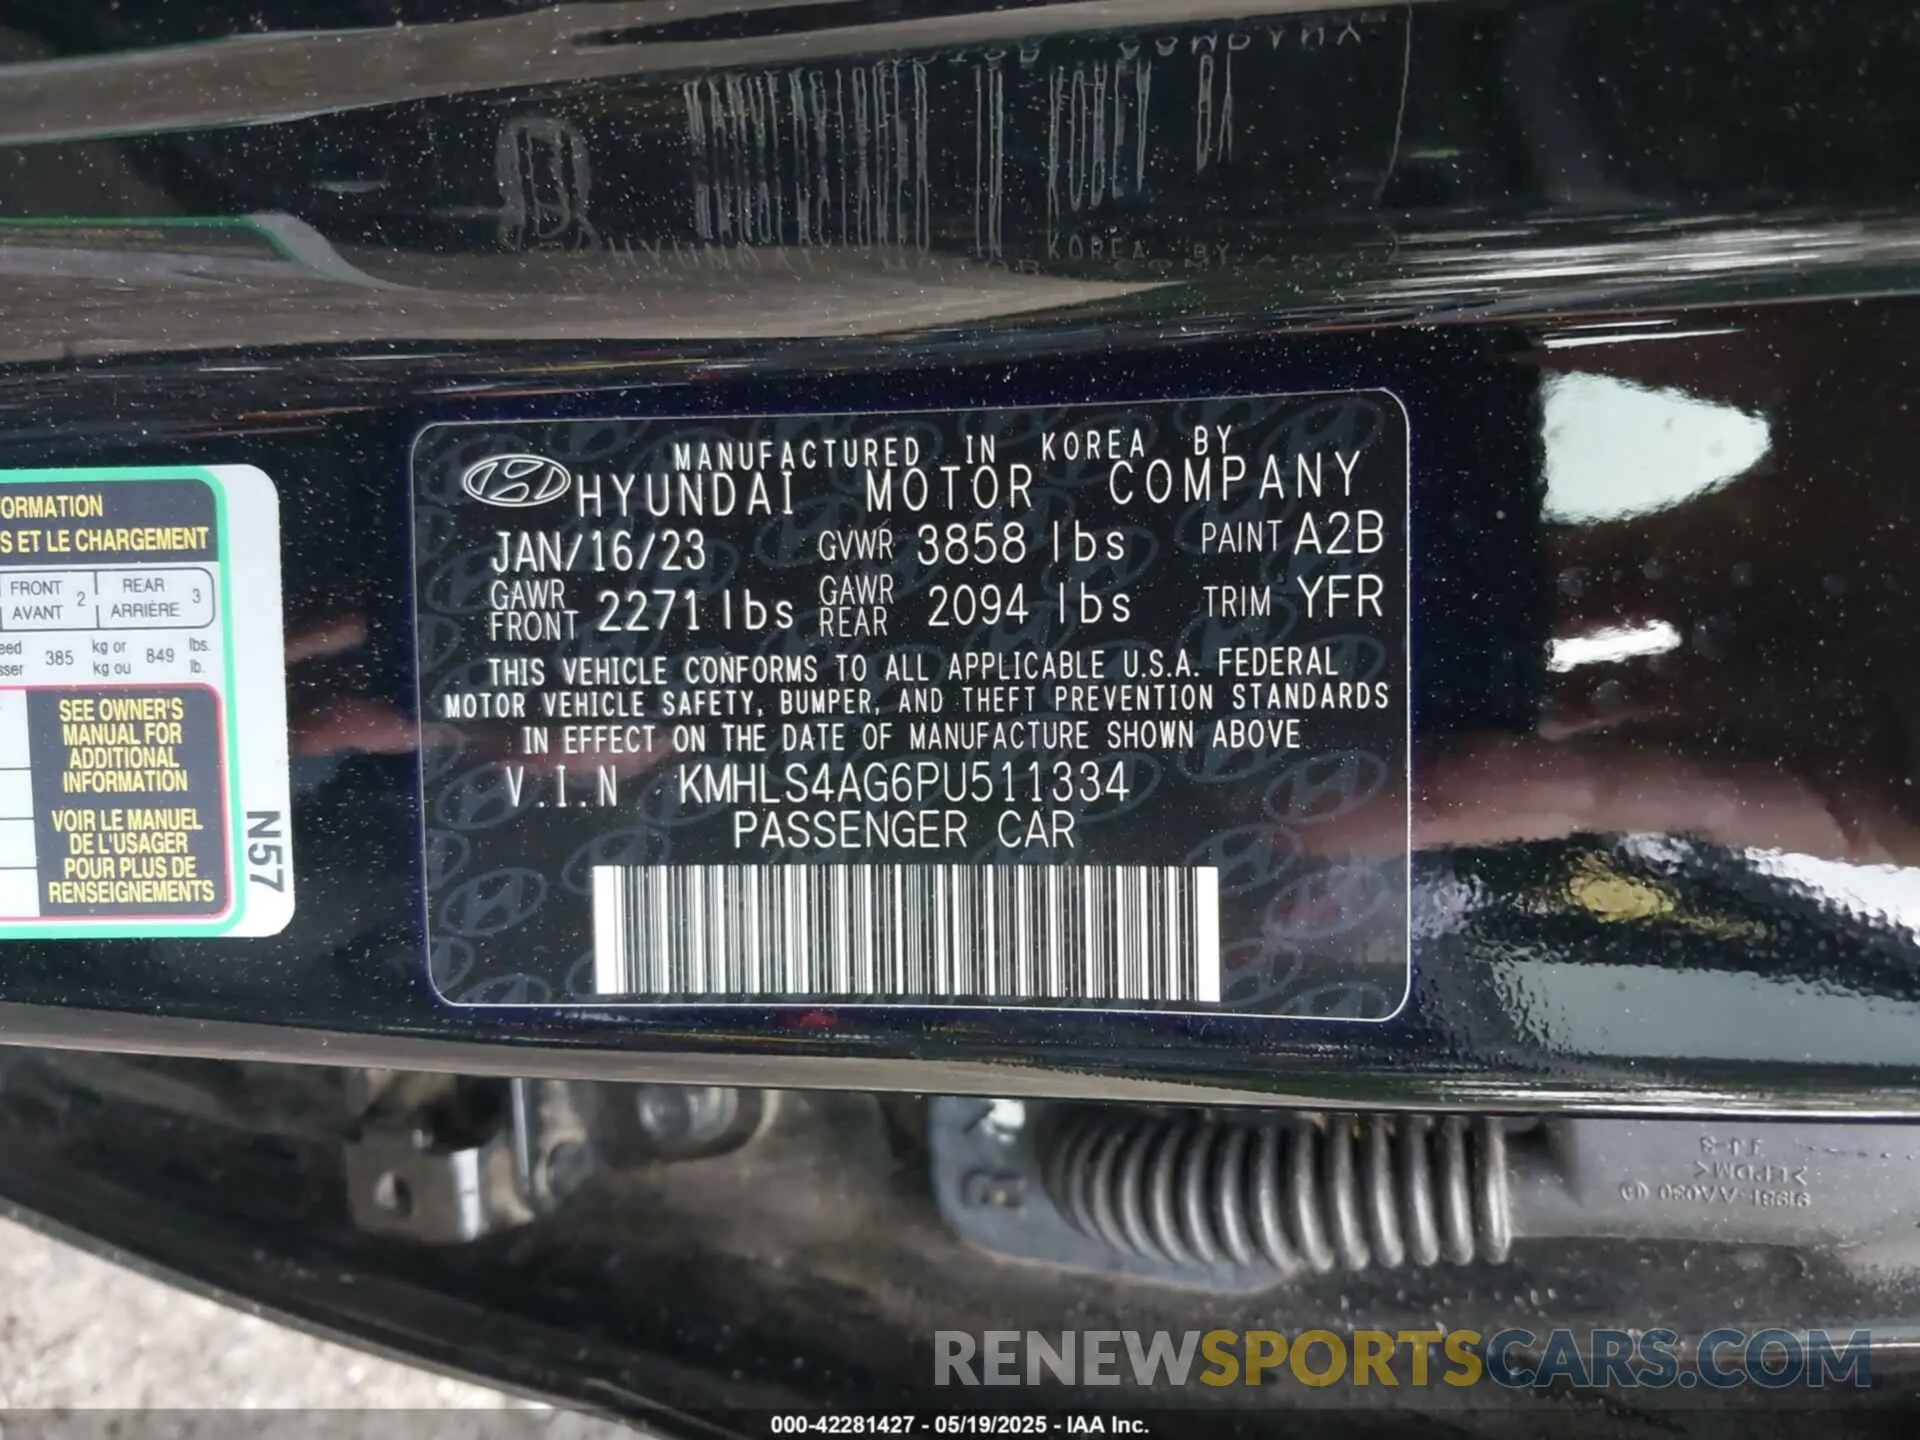 MANUFACTURED IN KOREA BY
HYUNDAI MOTOR COMPANY
JAN/16/23 GVWR 3858 lbs PAINT A2B
GAWR FRONT 2271 lbs GAWR REAR 2094 lbs TRIM YFR
THIS VEHICLE CONFORMS TO ALL APPLICABLE U.S.A. FEDERAL
MOTOR VEHICLE SAFETY, BUMPER, AND THEFT PREVENTION STANDARDS
IN EFFECT ON THE DATE OF MANUFACTURE SHOWN ABOVE
V.I.N KMHLS4AG6PU511334
PASSENGER CAR
ORMATION
S ET LE CHARGEMENT
FRONT 2 REAR 3
AVANT ARRIÈRE
eed 385 kg or 849 lbs.
sser kg ou lb.
SEE OWNER'S
MANUAL FOR
ADDITIONAL
INFORMATION
VOIR LE MANUEL
DE L'USAGER
POUR PLUS DE
RENSEIGNEMENTS
N57
KOREA BY
>EPDM<
RENEWSPORTSCARS.COM
000-42281427 - 05/19/2025 - IAA Inc.